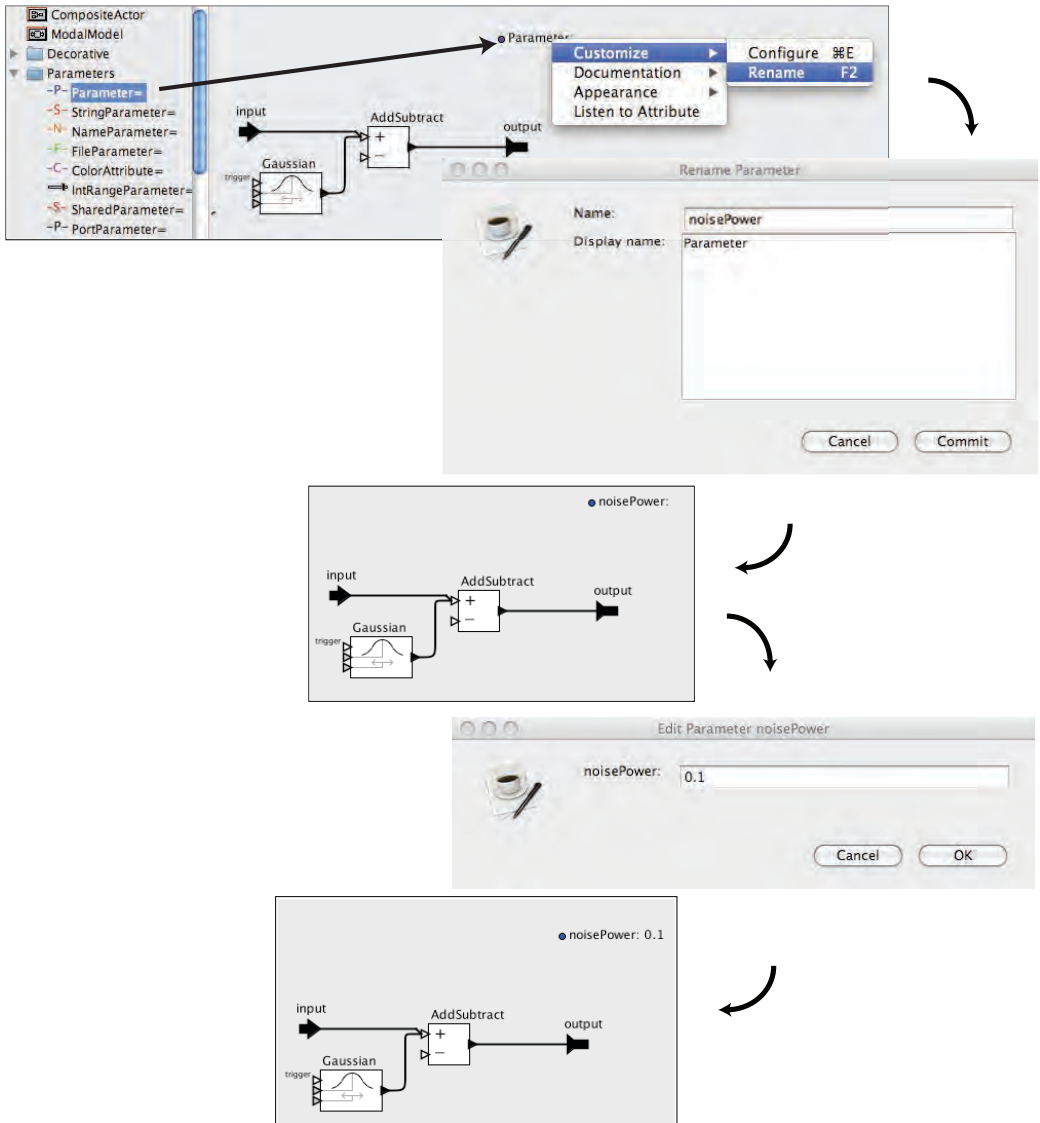 CompositeActor
ModalModel
Decorative
Parameters
-P- Parameter=
-S- StringParameter=
-N- NameParameter=
-F- FileParameter=
-C- ColorAttribute=
IntRangeParameter=
-S- SharedParameter=
-P- PortParameter=
Parameter:
Customize
Documentation
Appearance
Listen to Attribute
Configure ⌘E
Rename F2
input
AddSubtract
+
−
output
Gaussian
trigger
Rename Parameter
Name: noisePower
Display name: Parameter
Cancel Commit
noisePower:
input
AddSubtract
+
−
output
Gaussian
trigger
Edit Parameter noisePower
noisePower: 0.1
Cancel OK
noisePower: 0.1
input
AddSubtract
+
−
output
Gaussian
trigger